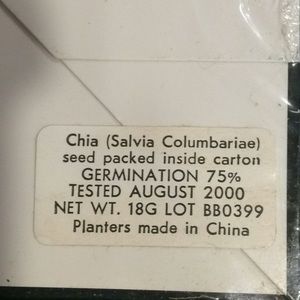 Chia (Salvia Columbariae)
seed packed inside carton
GERMINATION 75%
TESTED AUGUST 2000
NET WT. 18G LOT BB0399
Planters made in China